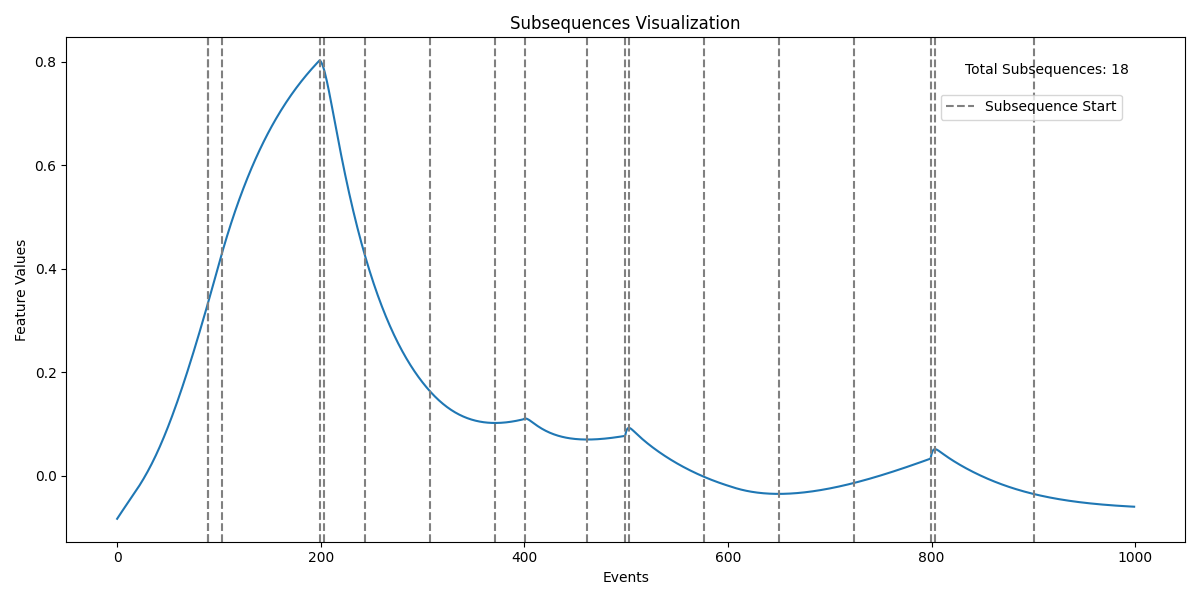 Subsequences Visualization
Total Subsequences: 18
Subsequence Start
Feature Values
0.8
0.6
0.4
0.2
0.0
0 200 400 600 800 1000
Events